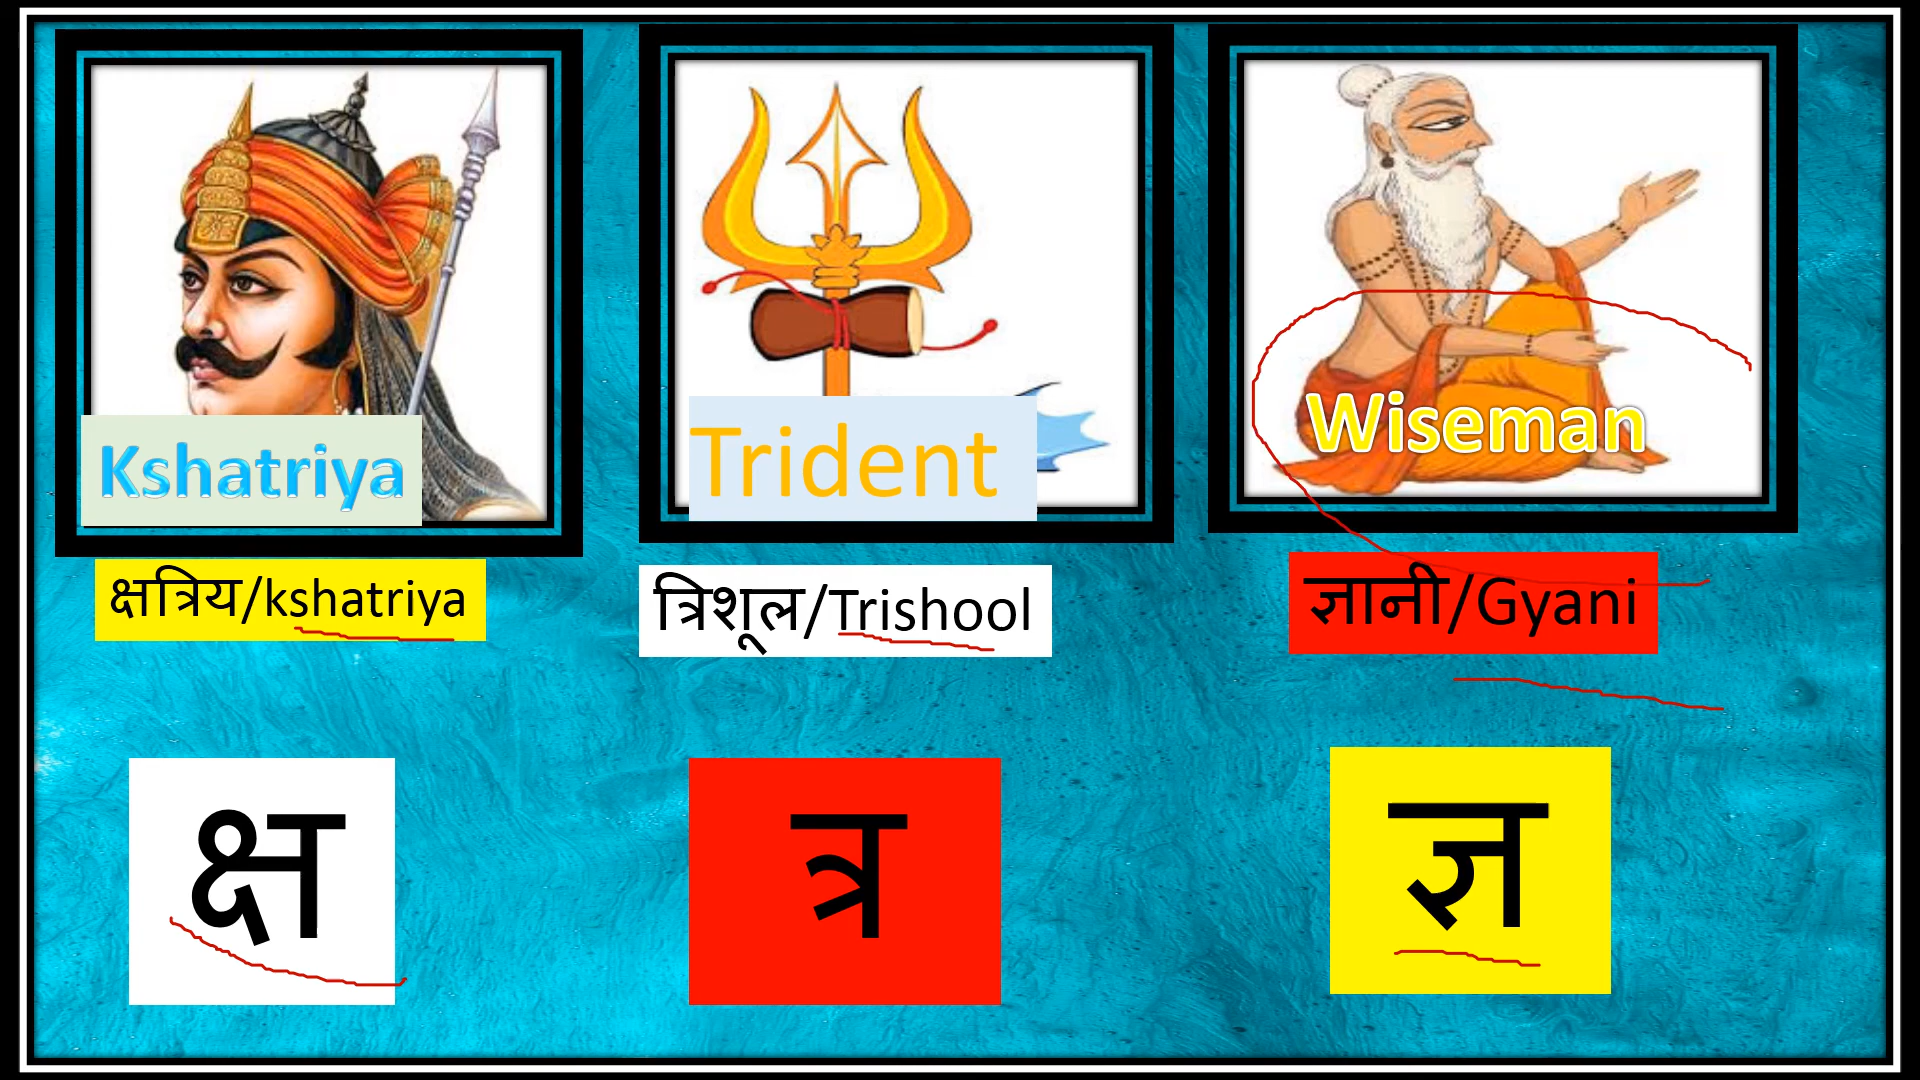 Kshatriya
Trident
Wiseman
क्षत्रिय/kshatriya
त्रिशूल/Trishool
ज्ञानी/Gyani
क्ष
त्र
ज्ञ